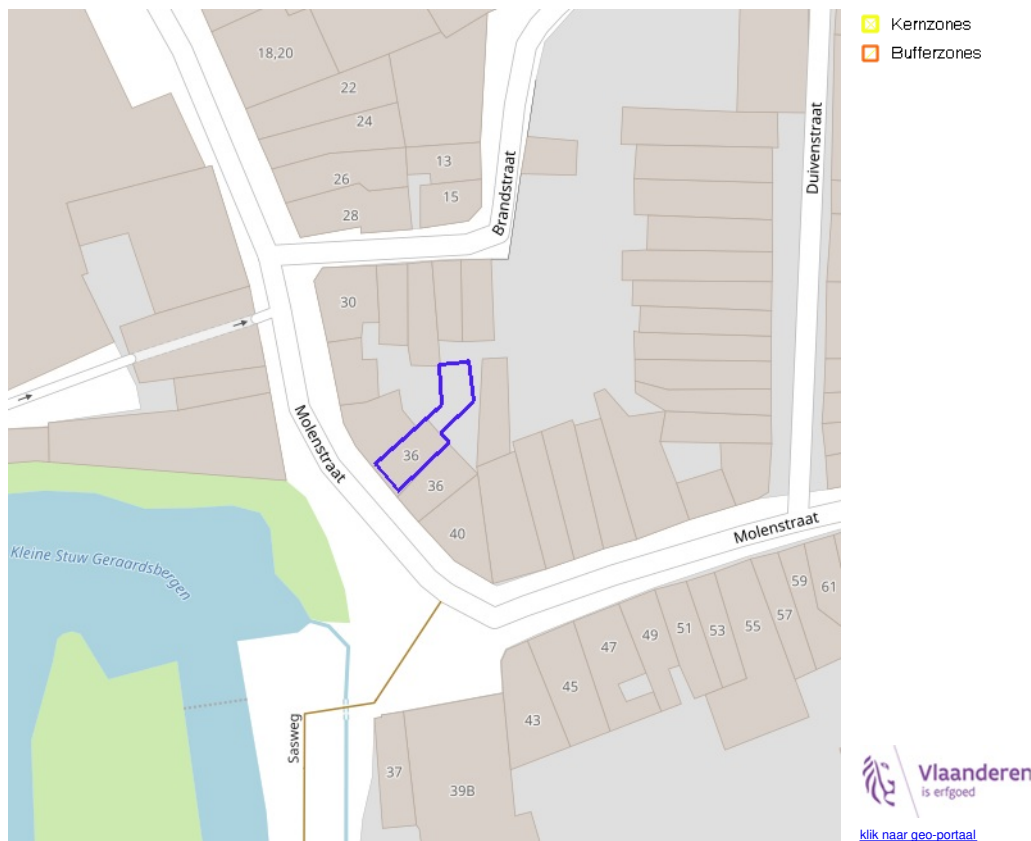 Kernzones
Bufferzones
18,20
22
24
26
28
13
15
Brandstraat
Duivenstraat
30
Molenstraat
36
36
40
Molenstraat
Kleine Stuw Geraardsbergen
59
61
57
55
53
51
49
47
45
43
Sasweg
37
39B
Vlaanderen
is erfgoed
klik naar geo-portaal